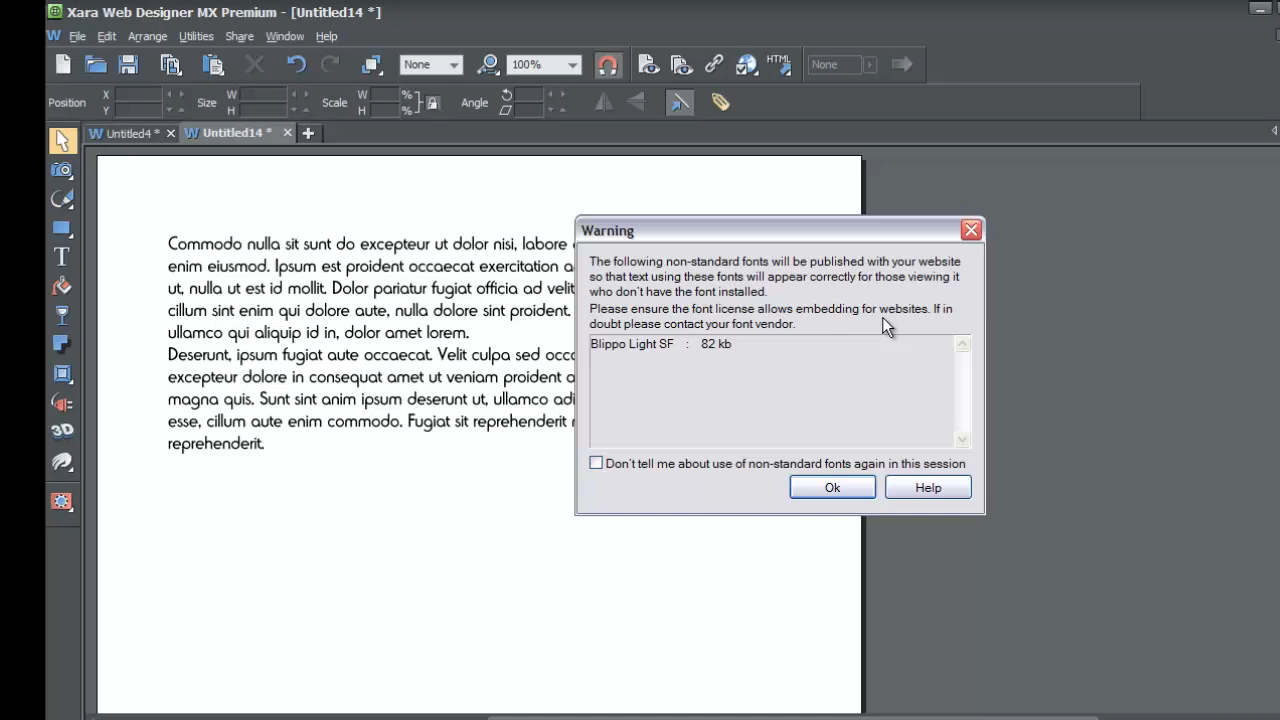 Xara Web Designer MX Premium - [Untitled14 *]
File Edit Arrange Utilities Share Window Help
None 100% HTML None
Position X Y Size W H Scale W H % % Angle
Untitled4 * Untitled14 *
Commodo nulla sit sunt do excepteur ut dolor nisi, labore
enim eiusmod. Ipsum est proident occaecat exercitation
ut, nulla ut est id mollit. Dolor pariatur fugiat officia ad velit
cillum sint enim qui dolore aute, nulla dolore sint proident.
ullamco qui aliquip id in, dolor amet lorem.
Deserunt, ipsum fugiat aute occaecat. Velit culpa sed
excepteur dolore in consequat amet ut veniam proident
magna quis. Sunt sint anim ipsum deserunt ut, ullamco
esse, cillum aute enim commodo. Fugiat sit reprehenderit
reprehenderit.
Warning
The following non-standard fonts will be published with your website
so that text using these fonts will appear correctly for those viewing it
who don't have the font installed.
Please ensure the font license allows embedding for websites. If in
doubt please contact your font vendor.
Blippo Light SF : 82 kb
Don't tell me about use of non-standard fonts again in this session
Ok Help
T
3D